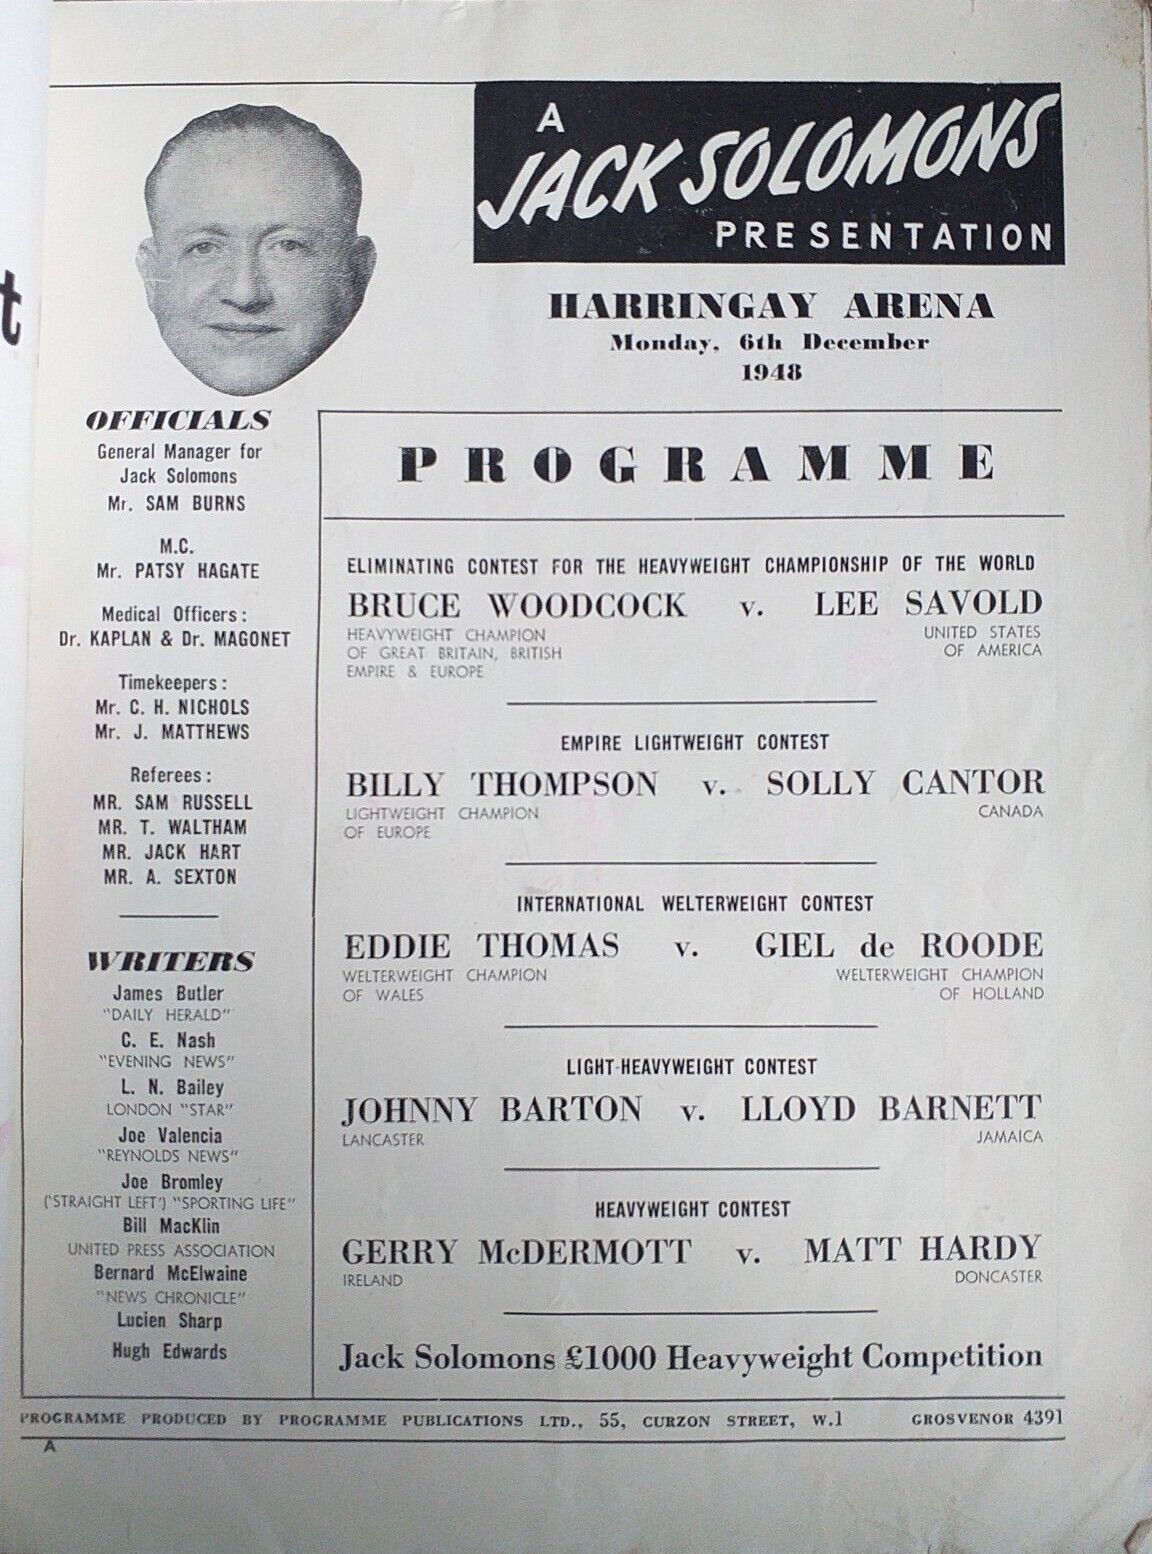 A
JACK SOLOMONS
PRESENTATION
HARRINGAY ARENA
Monday, 6th December
1948
t
OFFICIALS
General Manager for
Jack Solomons
Mr. SAM BURNS
M.C.
Mr. PATSY HAGATE
Medical Officers:
Dr. KAPLAN & Dr. MAGONET
Timekeepers:
Mr. C. H. NICHOLS
Mr. J. MATTHEWS
Referees:
MR. SAM RUSSELL
MR. T. WALTHAM
MR. JACK HART
MR. A. SEXTON
WRITERS
James Butler
"DAILY HERALD"
C. E. Nash
"EVENING NEWS"
L. N. Bailey
LONDON "STAR"
Joe Valencia
"REYNOLDS NEWS"
Joe Bromley
('STRAIGHT LEFT') "SPORTING LIFE"
Bill MacKlin
UNITED PRESS ASSOCIATION
Bernard McElwaine
"NEWS CHRONICLE"
Lucien Sharp
Hugh Edwards
PROGRAMME
ELIMINATING CONTEST FOR THE HEAVYWEIGHT CHAMPIONSHIP OF THE WORLD
BRUCE WOODCOCK v. LEE SAVOLD
HEAVYWEIGHT CHAMPION
OF GREAT BRITAIN, BRITISH
EMPIRE & EUROPE
UNITED STATES
OF AMERICA
EMPIRE LIGHTWEIGHT CONTEST
BILLY THOMPSON v. SOLLY CANTOR
LIGHTWEIGHT CHAMPION
OF EUROPE
CANADA
INTERNATIONAL WELTERWEIGHT CONTEST
EDDIE THOMAS v. GIEL de ROODE
WELTERWEIGHT CHAMPION
OF WALES
WELTERWEIGHT CHAMPION
OF HOLLAND
LIGHT-HEAVYWEIGHT CONTEST
JOHNNY BARTON v. LLOYD BARNETT
LANCASTER
JAMAICA
HEAVYWEIGHT CONTEST
GERRY McDERMOTT v. MATT HARDY
IRELAND
DONCASTER
Jack Solomons £1000 Heavyweight Competition
PROGRAMME PRODUCED BY PROGRAMME PUBLICATIONS LTD., 55, CURZON STREET, W.1 GROSVENOR 4391
A